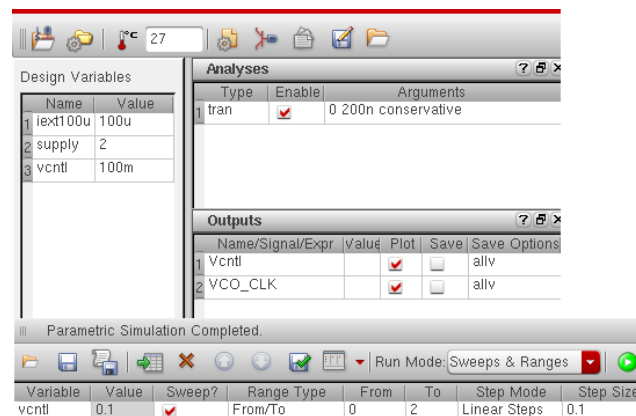 °C 27
Design Variables
Name Value
1 iext100u 100u
2 supply 2
3 vcntl 100m
Analyses ?
Type Enable Arguments
1 tran 0 200n conservative
Outputs ?
Name/Signal/Expr Value Plot Save Save Options
1 Vcntl allv
2 VCO_CLK allv
Parametric Simulation Completed.
Run Mode: Sweeps & Ranges
Variable Value Sweep? Range Type From To Step Mode Step Size
vcntl 0.1 From/To 0 2 Linear Steps 0.1